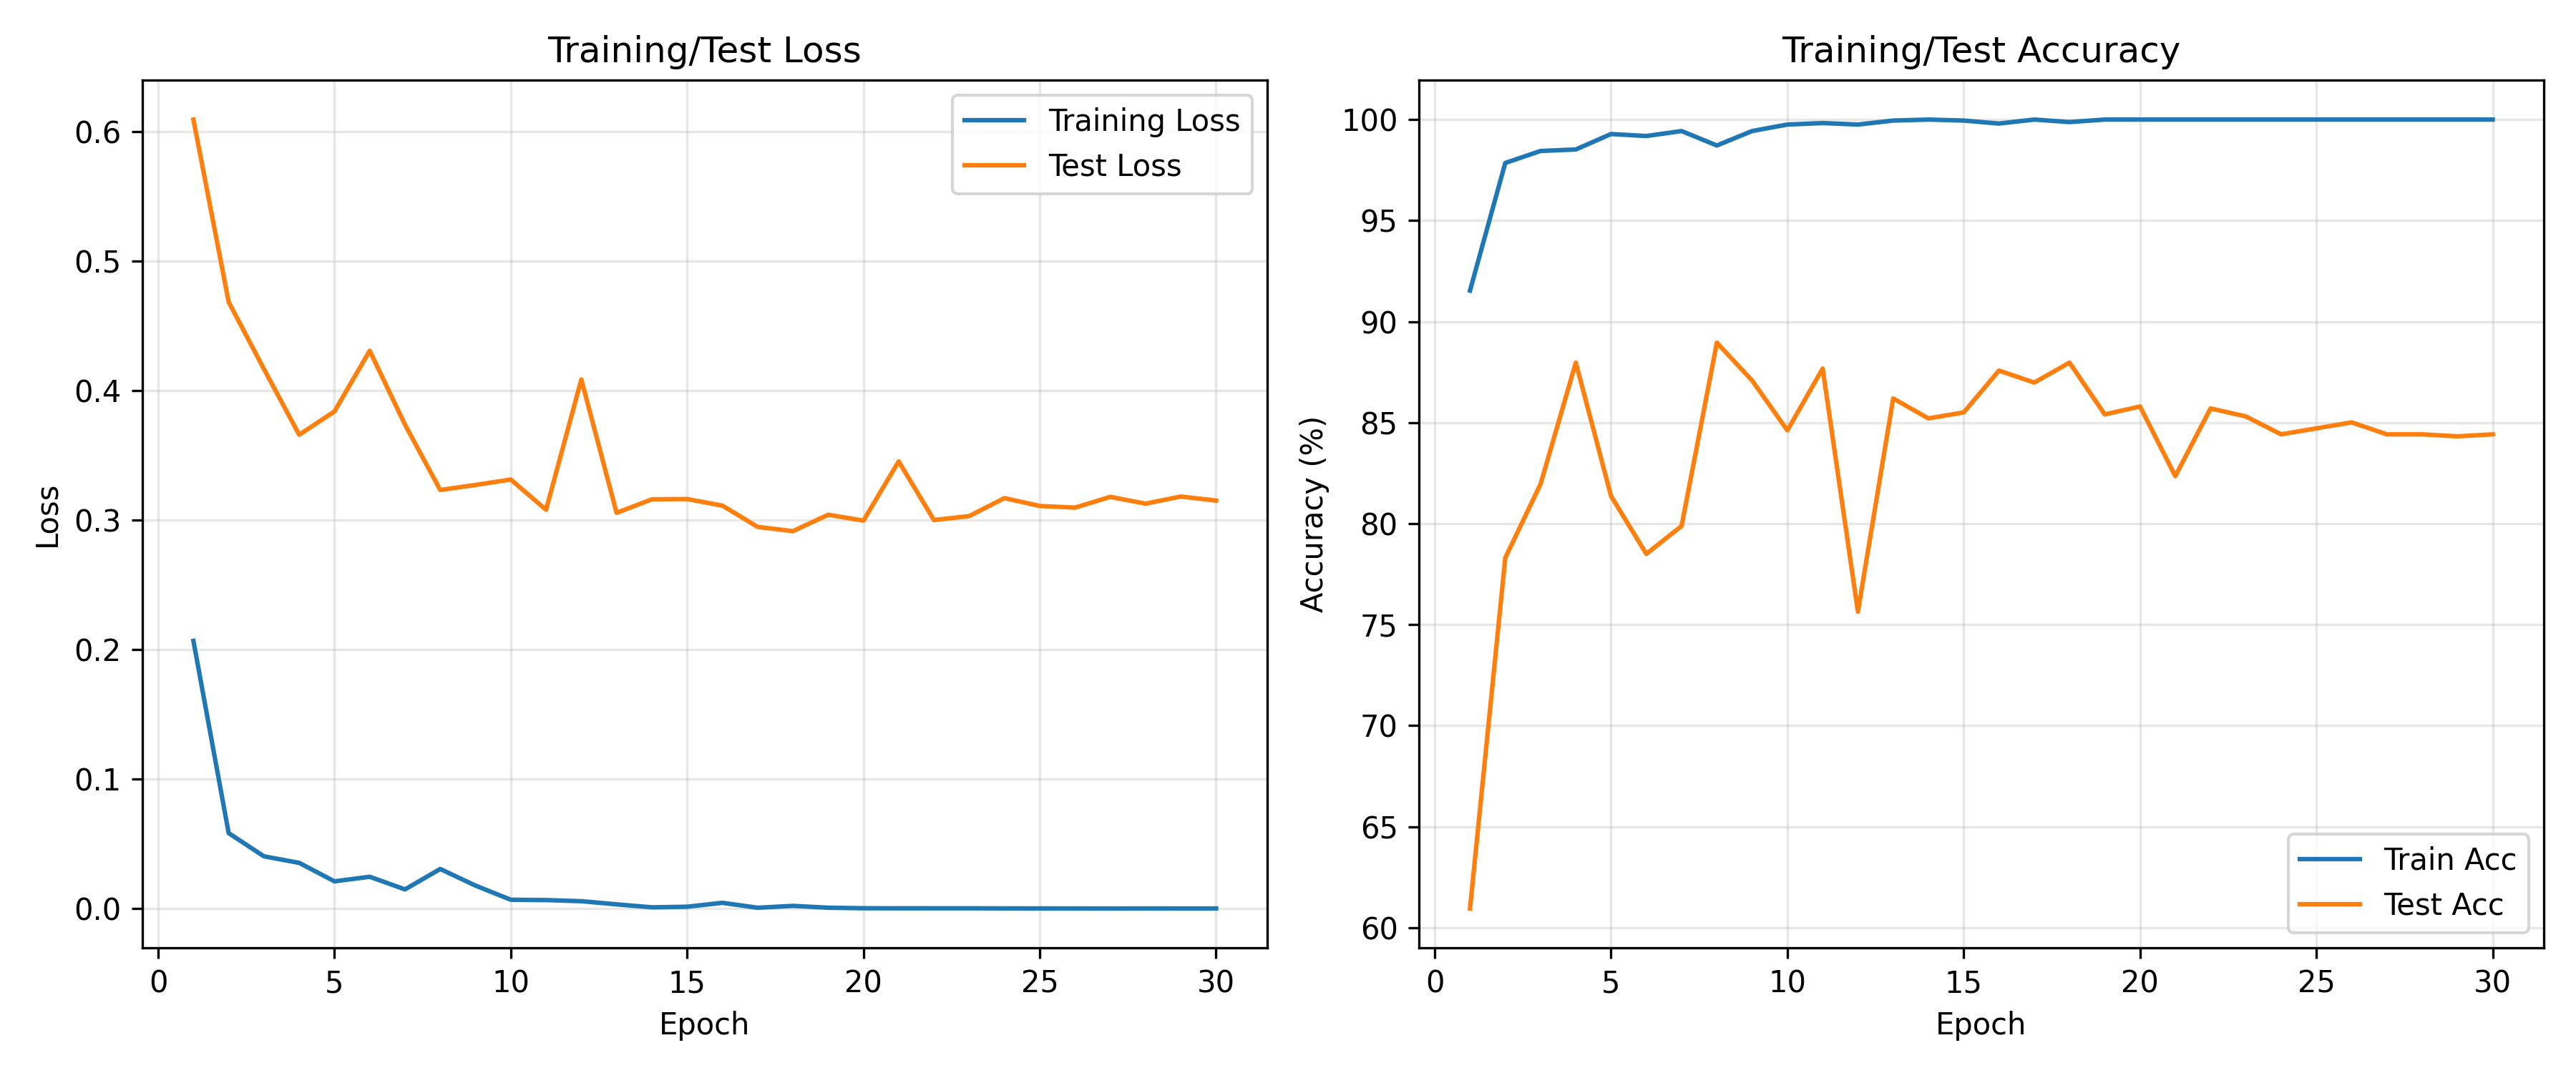 Training/Test Loss
Training Loss
Test Loss
Loss
0.6
0.5
0.4
0.3
0.2
0.1
0.0
0 5 10 15 20 25 30
Epoch
Training/Test Accuracy
Accuracy (%)
100
95
90
85
80
75
70
65
60
Train Acc
Test Acc
0 5 10 15 20 25 30
Epoch